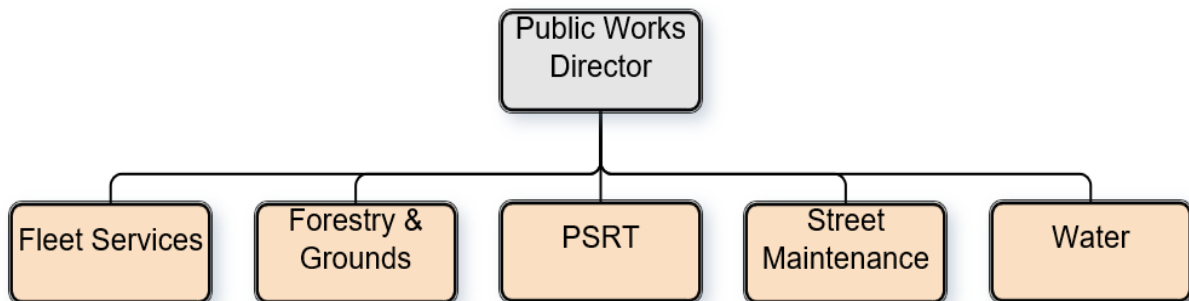 Public Works
Director
Fleet Services
Forestry &
Grounds
PSRT
Street
Maintenance
Water